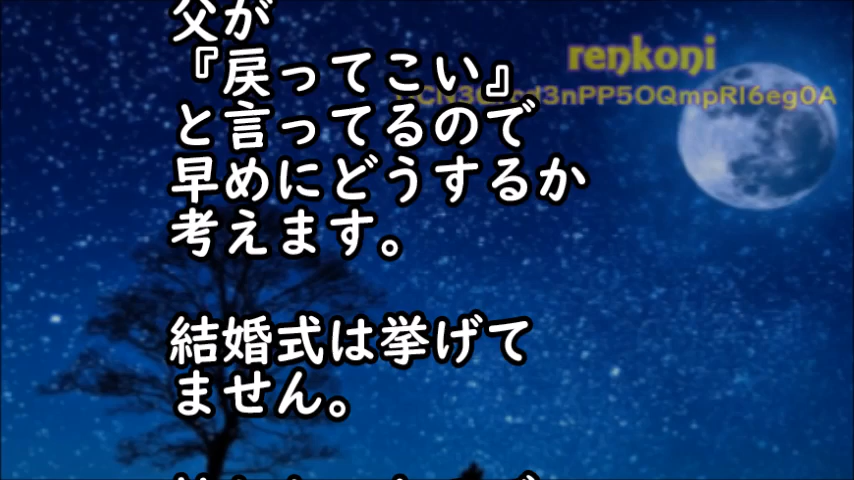 父が
『戻ってこい』
と言ってるので
早めにどうするか
考えます。
結婚式は挙げて
ません。
renkoni